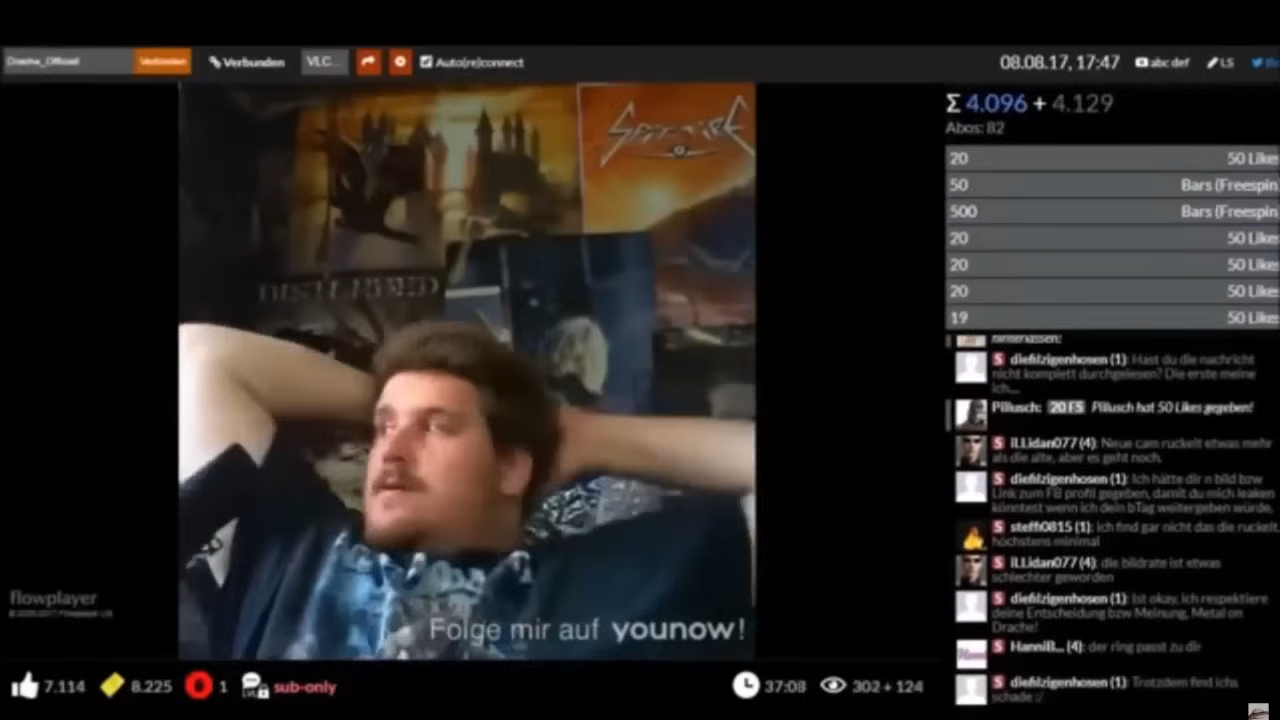 Drache_Offiziell
Verbinden
Verbunden
VLC...
Auto(re)connect
08.08.17, 17:47
abc def
LS
Σ 4.096 + 4.129
Abos: 82
20 50 Likes
50 Bars (Freespin
500 Bars (Freespin
20 50 Likes
20 50 Likes
20 50 Likes
19 50 Likes
hinterlassen!
S diefilzigenhosen (1): Hast du die nachricht
nicht komplett durchgelesen? Die erste meine
ich....
Pillusch: 20 FS Pillusch hat 50 Likes gegeben!
S iLLidan077 (4): Neue cam ruckelt etwas mehr
als die alte, aber es geht noch.
S diefilzigenhosen (1): Ich hätte dir n bild bzw
Link zum FB profil gegeben, damit du mich leaken
könntest wenn ich dein bTag weitergeben würde.
S steffi0815 (1): ich find gar nicht das die ruckelt
höchstens minimal
S iLLidan077 (4): die bildrate ist etwas
schlechter geworden
S diefilzigenhosen (1): Ist okay, ich respektiere
deine Entscheidung bzw Meinung, Metal on
Drache!
S HanniB... (4): der ring passt zu dir
S diefilzigenhosen (1): Trotzdem find ichs
schade :/
SPITFIRE
DISTURBED
flowplayer
Folge mir auf younow!
7.114
8.225
1
sub-only
37:08
302 + 124